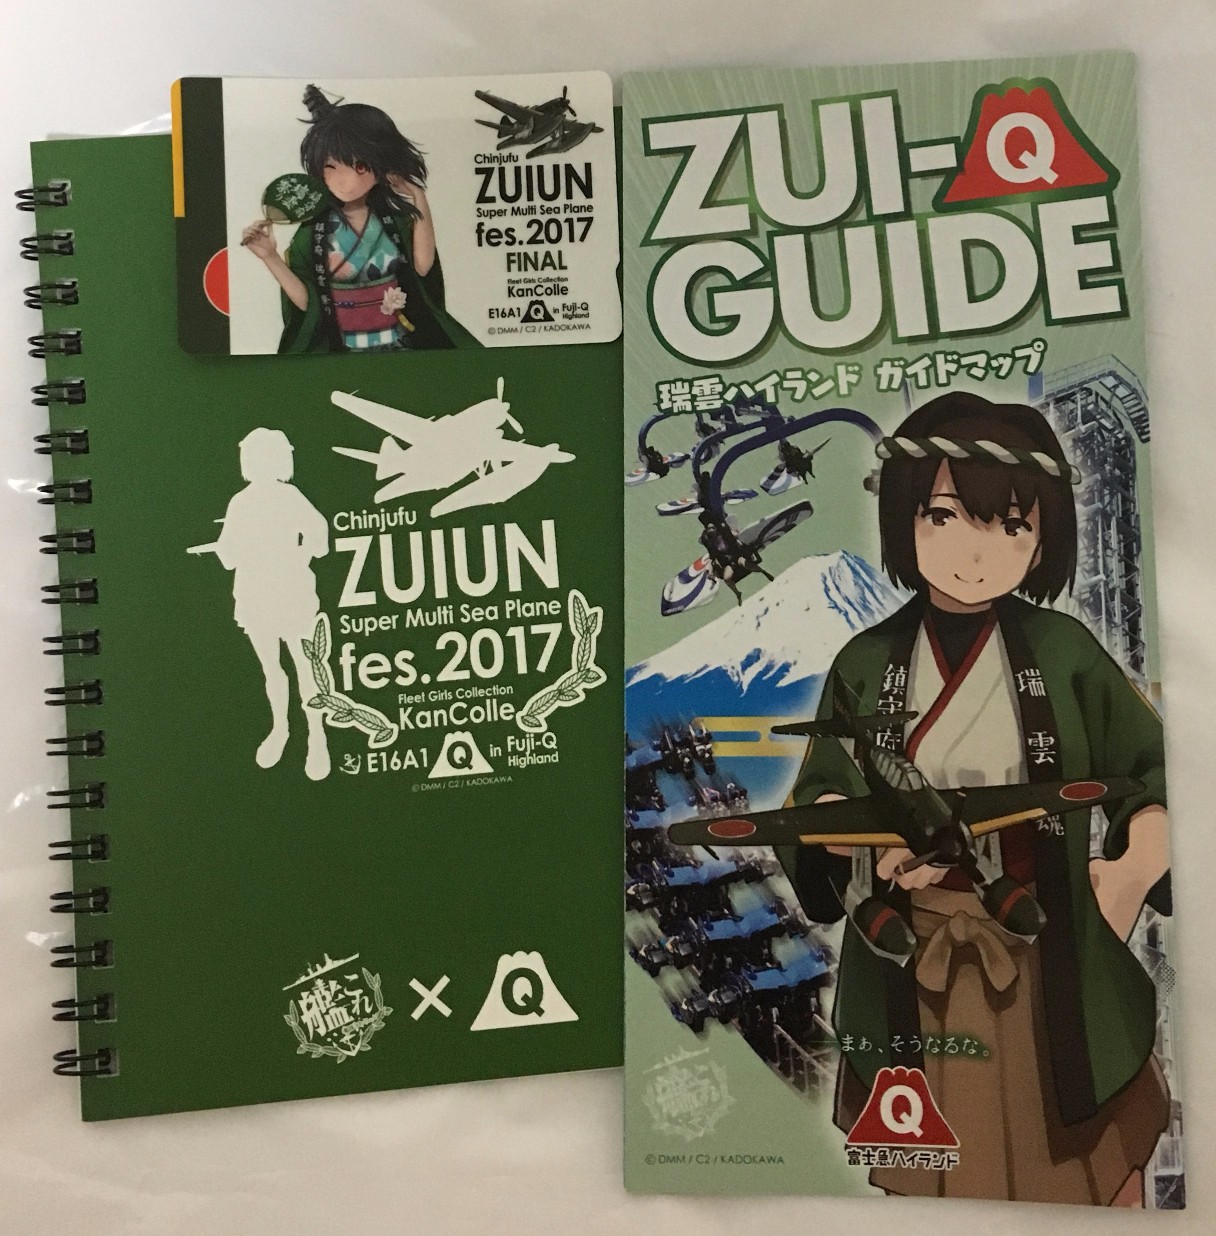 Chinjufu
ZUIUN
Super Multi Sea Plane
fes.2017
FINAL
Fleet Girls Collection
KanColle
E16A1 Q in Fuji-Q Highland
©DMM / C2 / KADOKAWA
Chinjufu
ZUIUN
Super Multi Sea Plane
fes.2017
Fleet Girls Collection
KanColle
E16A1 Q in Fuji-Q Highland
©DMM / C2 / KADOKAWA
艦これ × Q
ZUI-Q
GUIDE
瑞雲ハイランド ガイドマップ
鎮守府
瑞雲
魂
まぁ、そうなるな。
Q
富士急ハイランド
©DMM / C2 / KADOKAWA